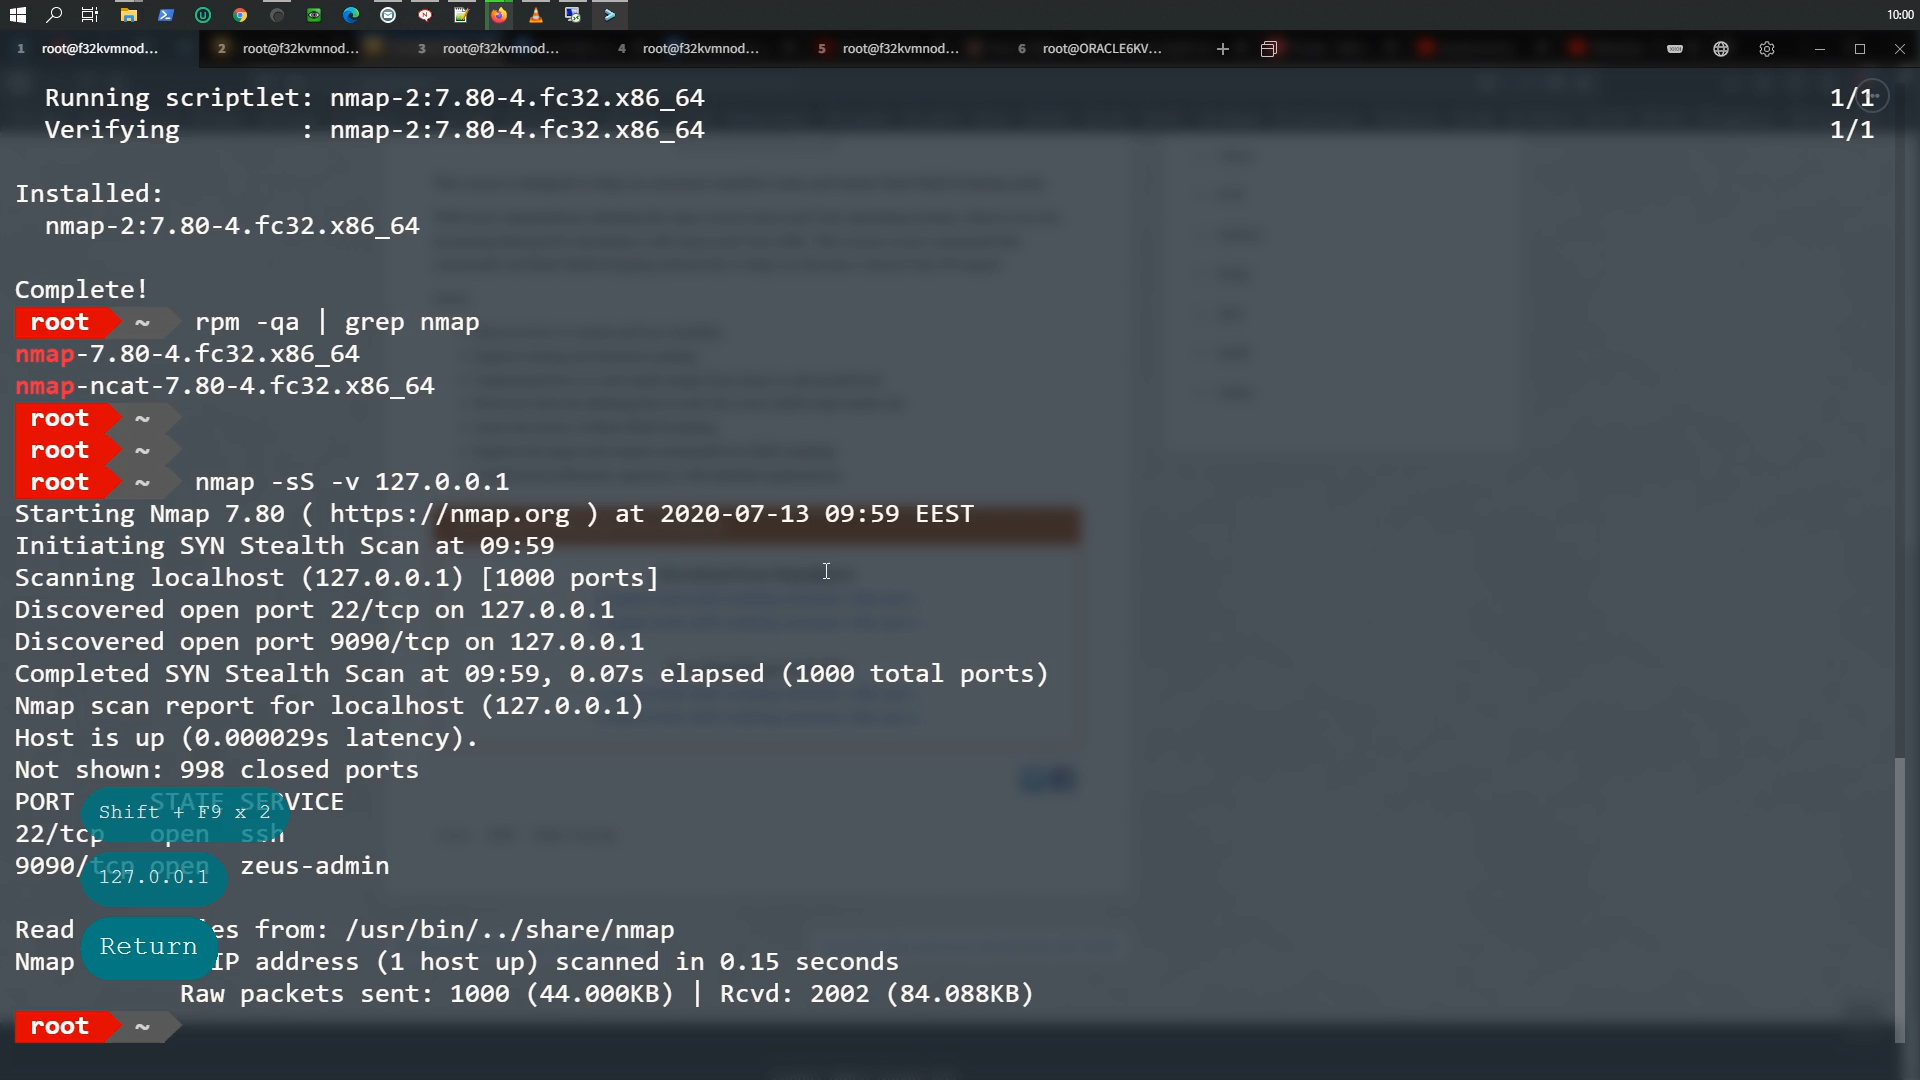 10:00
1 root@f32kvmnod... 2 root@f32kvmnod... 3 root@f32kvmnod... 4 root@f32kvmnod... 5 root@f32kvmnod... 6 root@ORACLE6KV...
Running scriptlet: nmap-2:7.80-4.fc32.x86_64 1/1
Verifying : nmap-2:7.80-4.fc32.x86_64 1/1
Installed:
nmap-2:7.80-4.fc32.x86_64
Complete!
root ~ rpm -qa | grep nmap
nmap-7.80-4.fc32.x86_64
nmap-ncat-7.80-4.fc32.x86_64
root ~
root ~
root ~ nmap -sS -v 127.0.0.1
Starting Nmap 7.80 ( https://nmap.org ) at 2020-07-13 09:59 EEST
Initiating SYN Stealth Scan at 09:59
Scanning localhost (127.0.0.1) [1000 ports]
Discovered open port 22/tcp on 127.0.0.1
Discovered open port 9090/tcp on 127.0.0.1
Completed SYN Stealth Scan at 09:59, 0.07s elapsed (1000 total ports)
Nmap scan report for localhost (127.0.0.1)
Host is up (0.000029s latency).
Not shown: 998 closed ports
PORT STATE SERVICE
Shift + F9 x 2
22/tcp open ssh
9090/tcp open zeus-admin
127.0.0.1
Read es from: /usr/bin/../share/nmap
Return
Nmap IP address (1 host up) scanned in 0.15 seconds
Raw packets sent: 1000 (44.000KB) | Rcvd: 2002 (84.088KB)
root ~